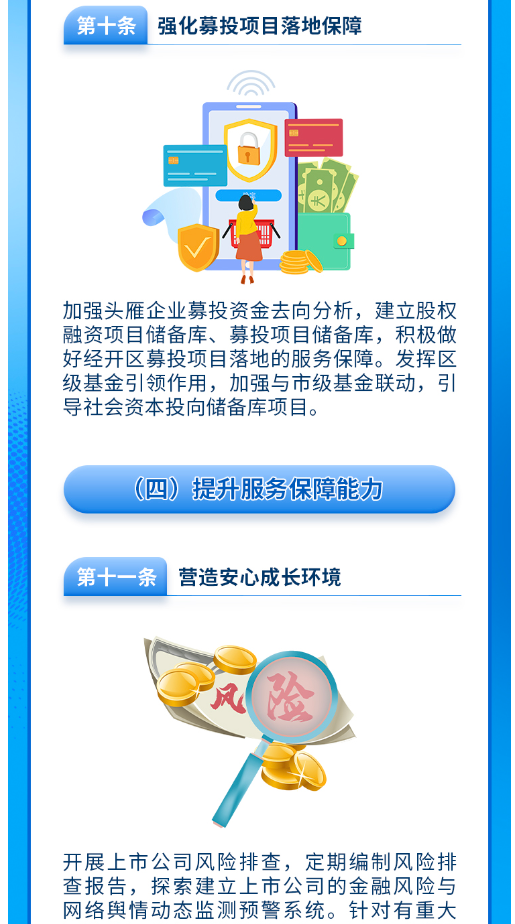 第十条 强化募投项目落地保障
加强头雁企业募投资金去向分析，建立股权
融资项目储备库、募投项目储备库，积极做
好经开区募投项目落地的服务保障。发挥区
级基金引领作用，加强与市级基金联动，引
导社会资本投向储备库项目。
（四）提升服务保障能力
第十一条 营造安心成长环境
风险
开展上市公司风险排查，定期编制风险排
查报告，探索建立上市公司的金融风险与
网络舆情动态监测预警系统。针对有重大